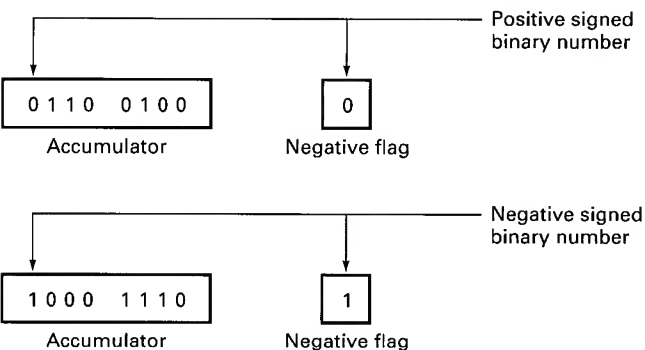 Positive signed
binary number
0110 0100
0
Accumulator
Negative flag
Negative signed
binary number
1000 1110
1
Accumulator
Negative flag